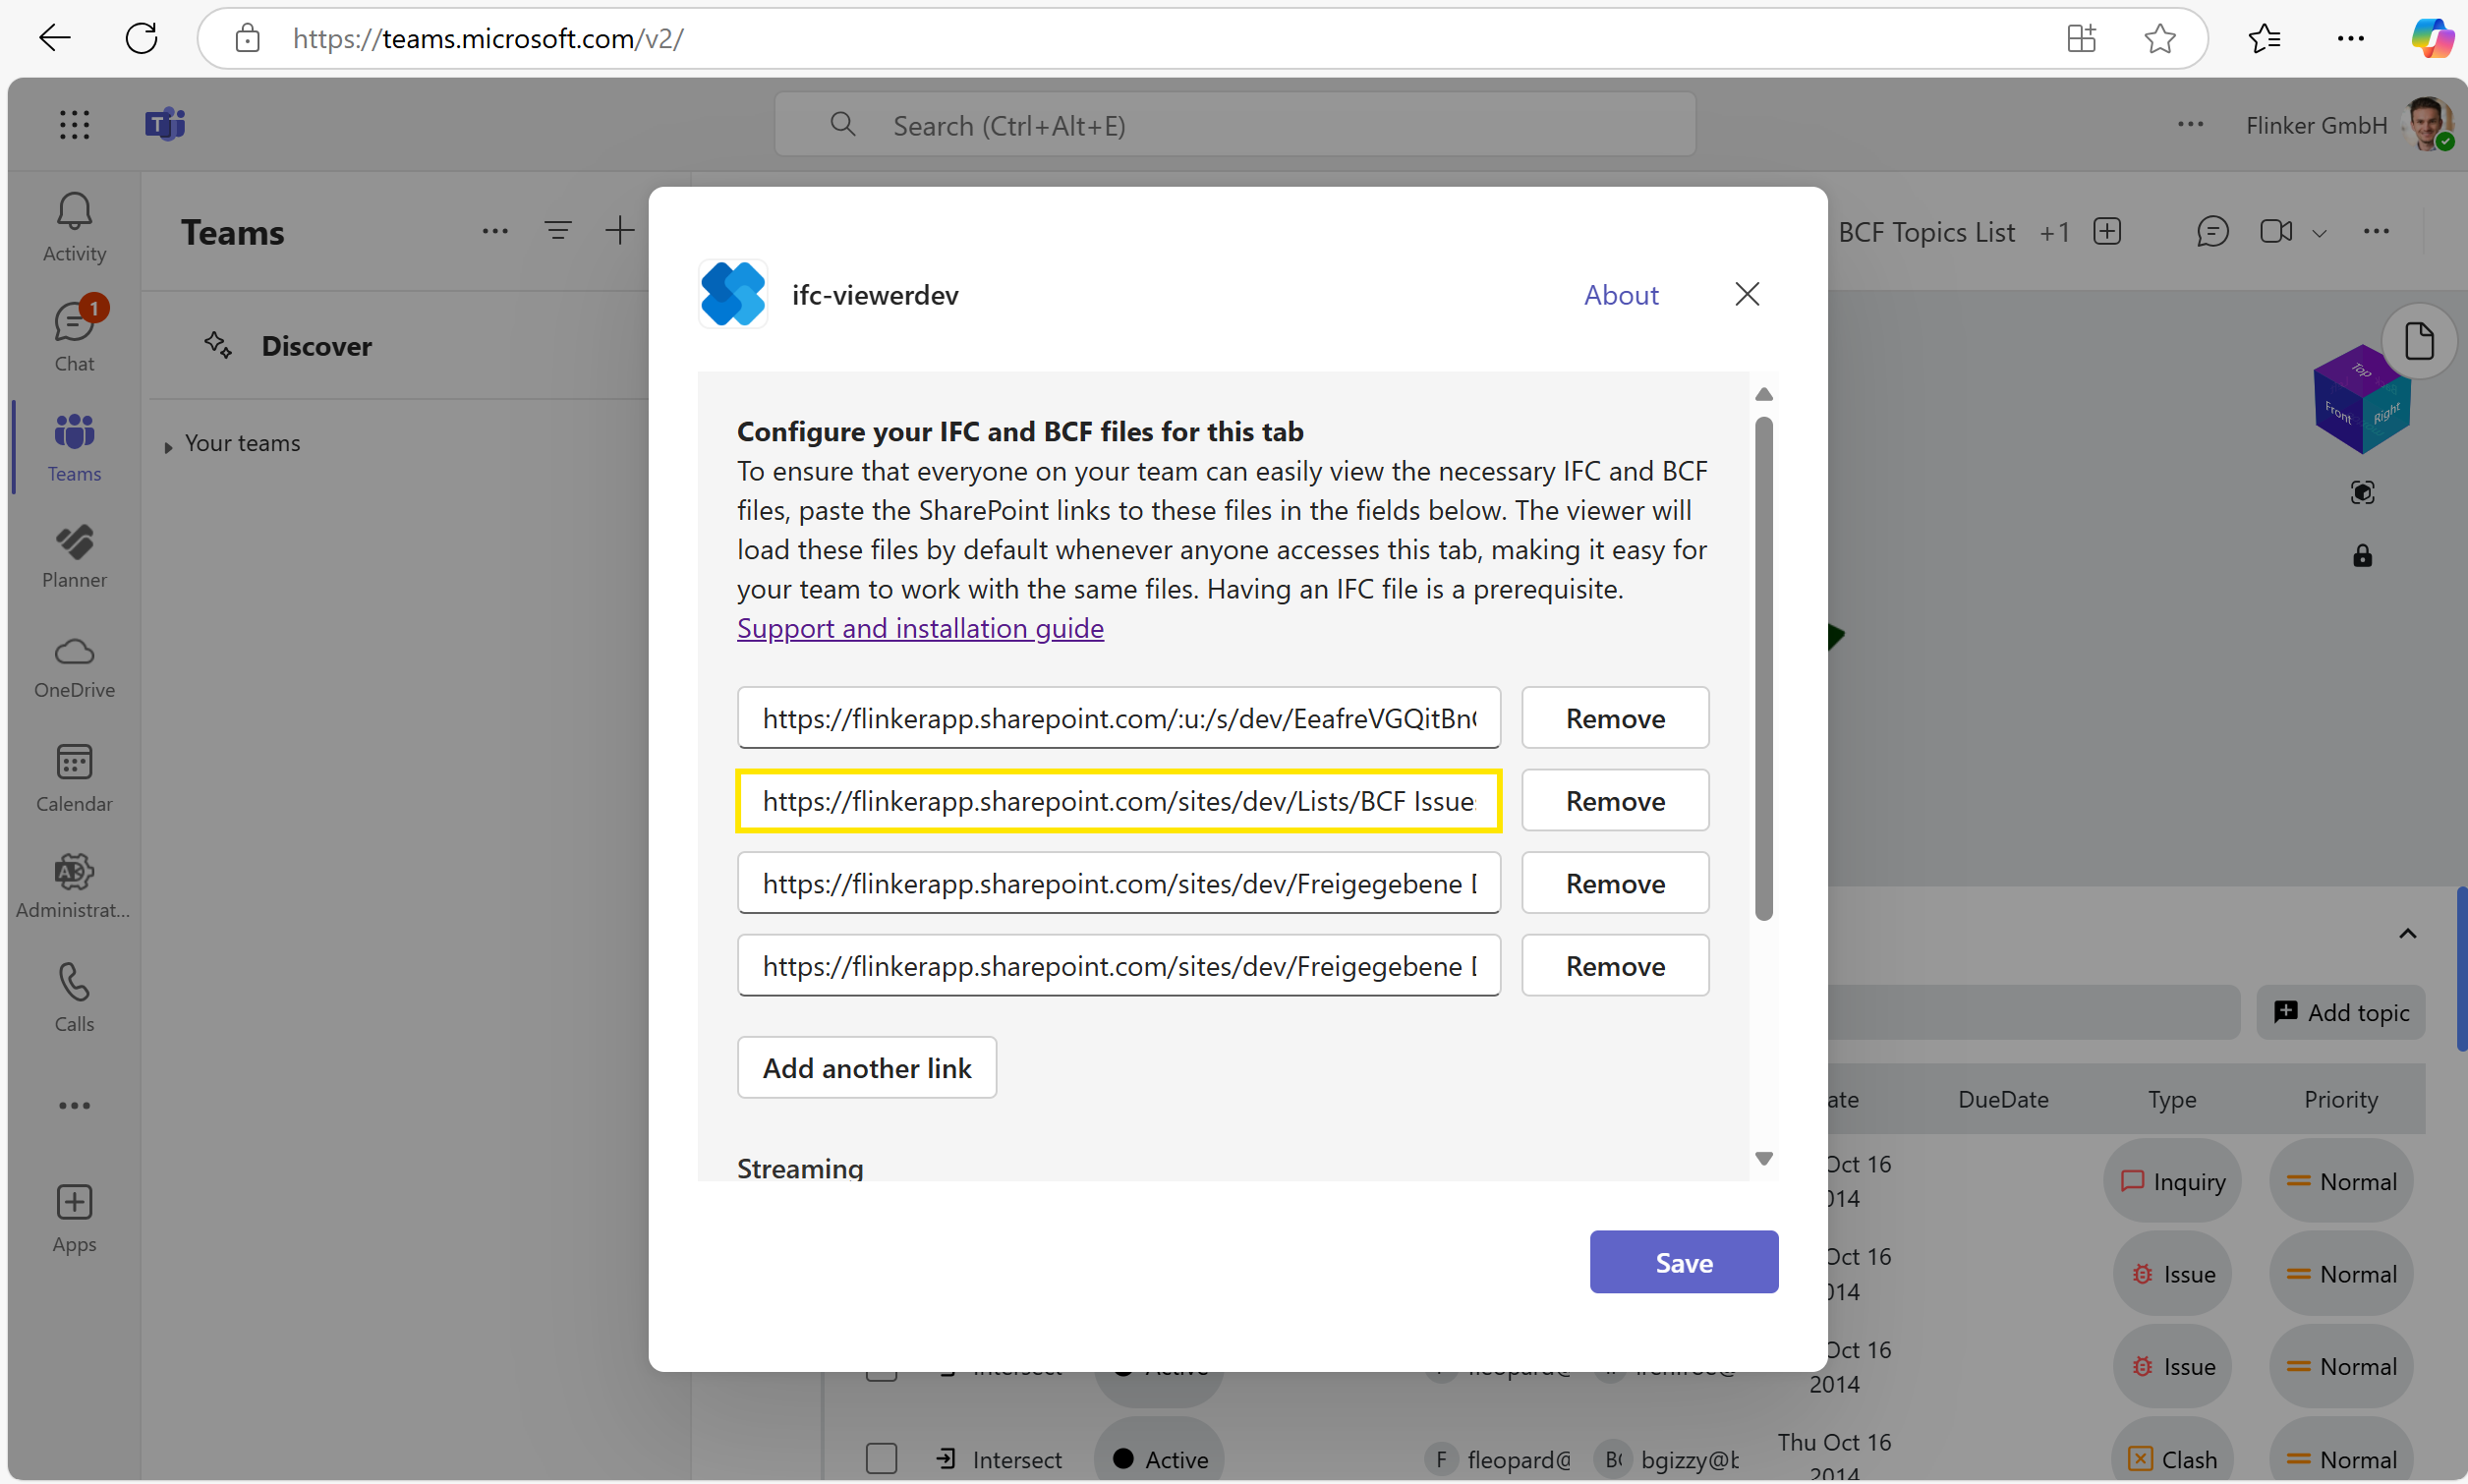 https://teams.microsoft.com/v2/
Search (Ctrl+Alt+E)
Flinker GmbH
Activity
1
Chat
Teams
Planner
OneDrive
Calendar
Administrat...
Calls
Apps
Teams
Discover
Your teams
BCF Topics List +1
ifc-viewerdev
About
Configure your IFC and BCF files for this tab
To ensure that everyone on your team can easily view the necessary IFC and BCF
files, paste the SharePoint links to these files in the fields below. The viewer will
load these files by default whenever anyone accesses this tab, making it easy for
your team to work with the same files. Having an IFC file is a prerequisite.
Support and installation guide
https://flinkerapp.sharepoint.com/:u:/s/dev/EeafreVGQitBn
Remove
https://flinkerapp.sharepoint.com/sites/dev/Lists/BCF Issue
Remove
https://flinkerapp.sharepoint.com/sites/dev/Freigegebene
Remove
https://flinkerapp.sharepoint.com/sites/dev/Freigegebene
Remove
Add another link
Streaming
Save
Top
Front
Right
Add topic
ate DueDate Type Priority
Oct 16
014
Inquiry Normal
Oct 16
014
Issue Normal
Oct 16
2014
Issue Normal
Intersect Active F fleopard@ bgizzy@b
Thu Oct 16
2014
Clash Normal